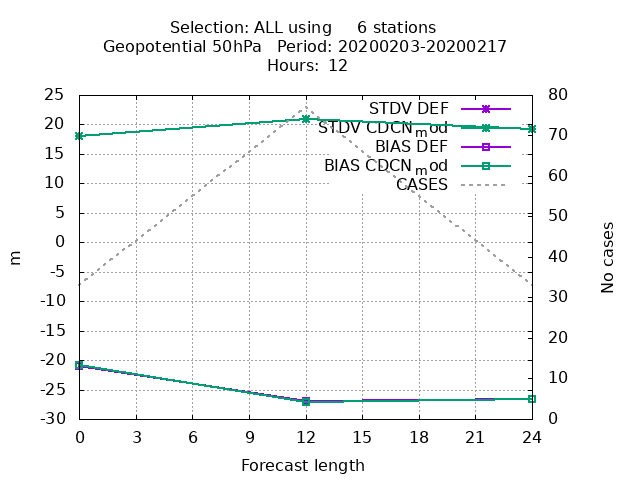 Selection: ALL using     6 stations
Geopotential 50hPa   Period: 20200203-20200217
Hours: 12
STDV DEF
STDV CDCN_mod
BIAS DEF
BIAS CDCN_mod
CASES
m
25
20
15
10
5
0
-5
-10
-15
-20
-25
-30
80
70
60
50
40
30
20
10
0
No cases
0 3 6 9 12 15 18 21 24
Forecast length